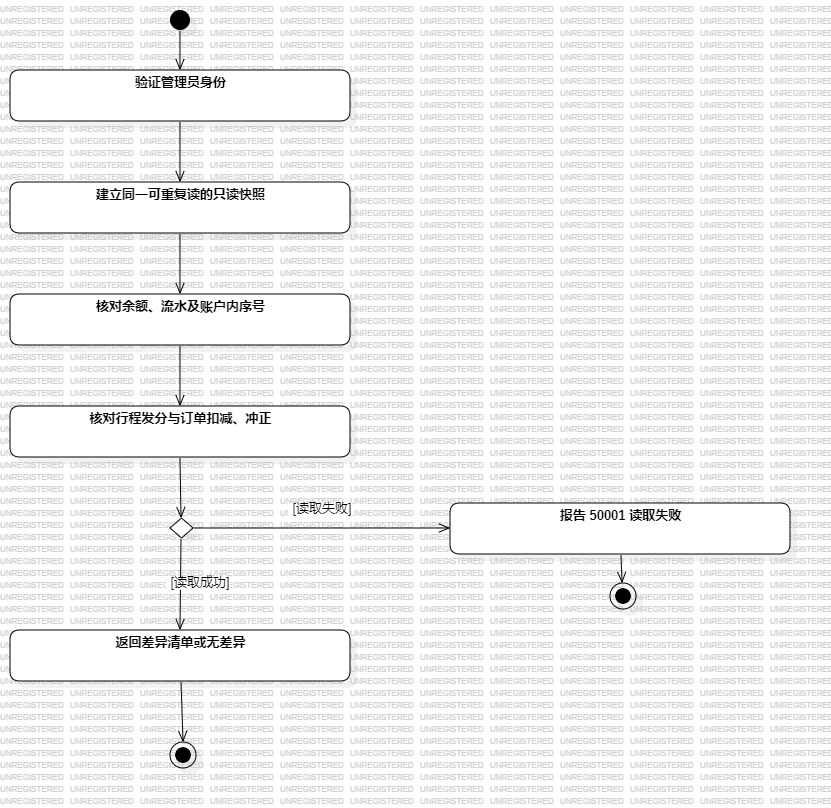 验证管理员身份
建立同一可重复读的只读快照
核对余额、流水及账户内序号
核对行程发分与订单扣减、冲正
[读取失败]
报告 50001 读取失败
[读取成功]
返回差异清单或无差异
UNREGISTERED